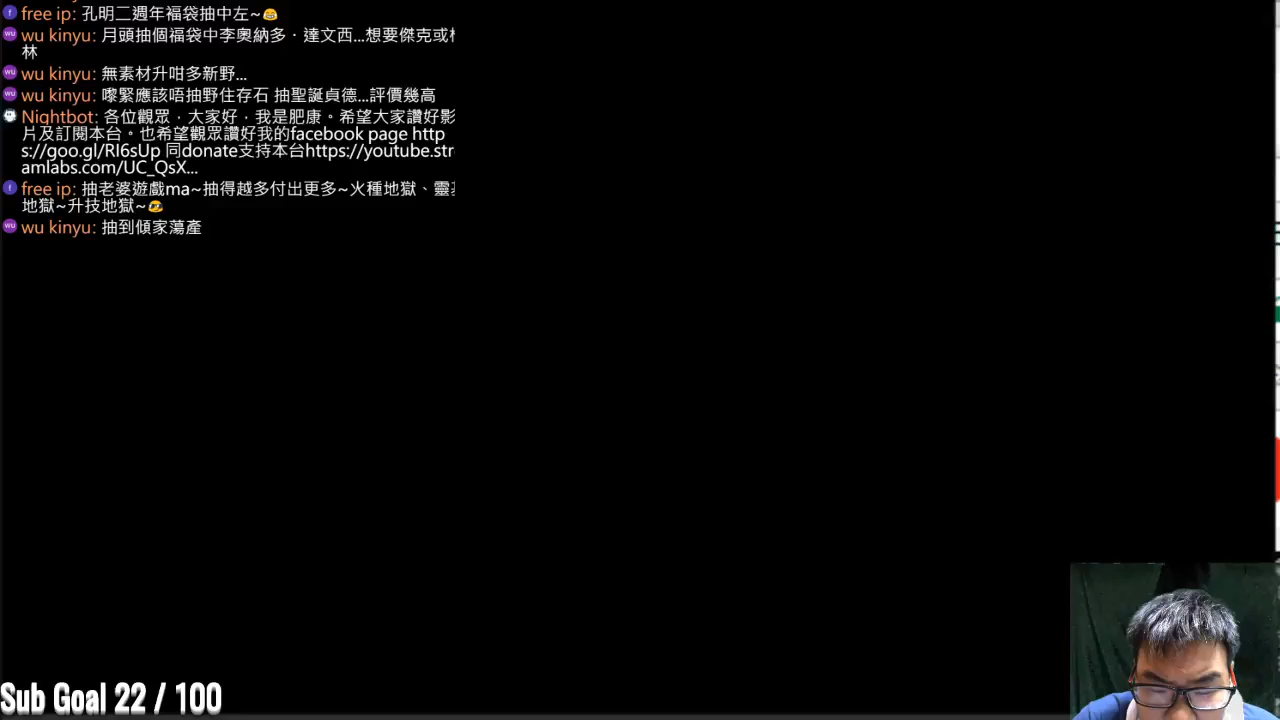 free ip: 孔明二週年福袋抽中左~😂
wu kinyu: 月頭抽個福袋中李奧納多．達文西...想要傑克或
林
wu kinyu: 無素材升咁多新野...
wu kinyu: 嚟緊應該唔抽野住存石 抽聖誕貞德...評價幾高
Nightbot: 各位觀眾，大家好，我是肥康。希望大家讚好影
片及訂閱本台。也希望觀眾讚好我的facebook page http
s://goo.gl/RI6sUp 同donate支持本台https://youtube.str
amlabs.com/UC_QsX...
free ip: 抽老婆遊戲ma~抽得越多付出更多~火種地獄、靈
地獄~升技地獄~
wu kinyu: 抽到傾家蕩產
Sub Goal 22 / 100